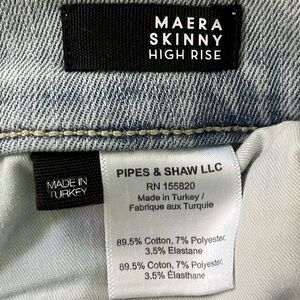 MAERA
SKINNY
HIGH RISE
MADE IN
TURKEY
PIPES & SHAW LLC
RN 155820
Made in Turkey /
Fabrique aux Turquie
89.5% Cotton, 7% Polyester,
3.5% Elastane
89.5% Cotton, 7% Polyester,
3.5% Élasthane